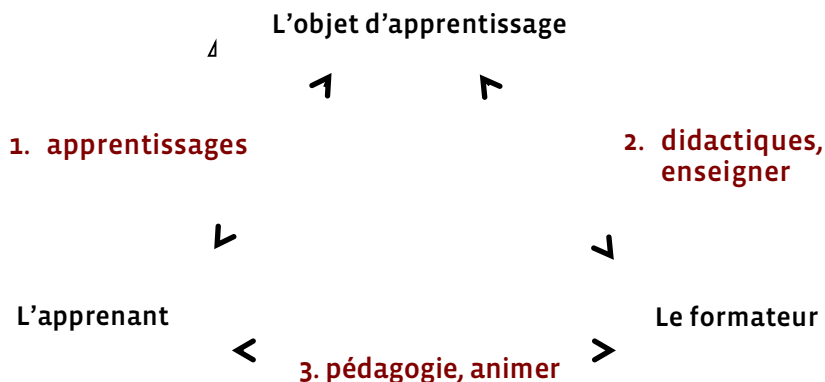 L’objet d’apprentissage
1. apprentissages
2. didactiques,
enseigner
L’apprenant
Le formateur
3. pédagogie, animer